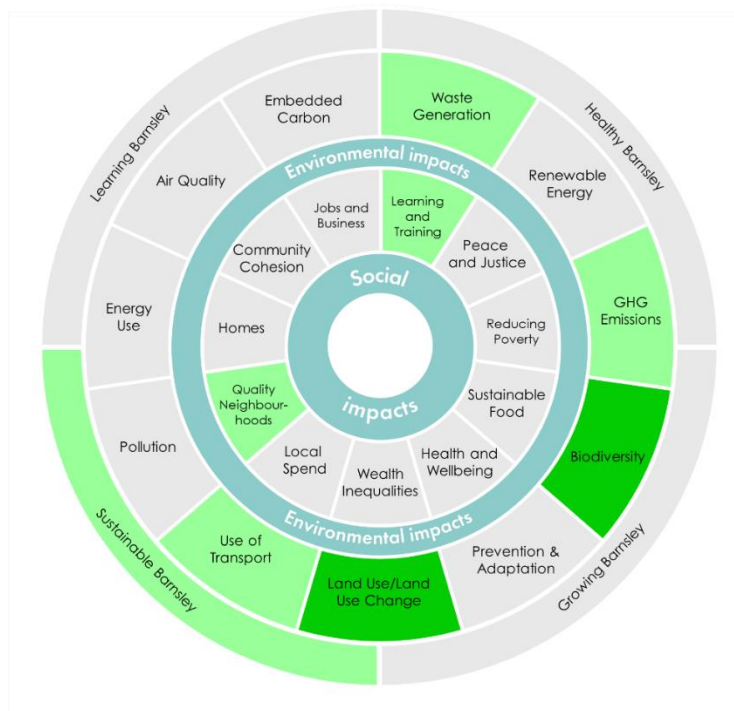 Learning Barnsley
Healthy Barnsley
Growing Barnsley
Sustainable Barnsley
Embedded
Carbon
Waste
Generation
Renewable
Energy
GHG
Emissions
Biodiversity
Prevention &
Adaptation
Land Use/Land
Use Change
Use of
Transport
Pollution
Energy
Use
Air Quality
Environmental impacts
Environmental impacts
Jobs and
Business
Learning
and
Training
Peace
and Justice
Reducing
Poverty
Sustainable
Food
Health and
Wellbeing
Wealth
Inequalities
Local
Spend
Quality
Neighbour-
hoods
Homes
Community
Cohesion
Social
impacts